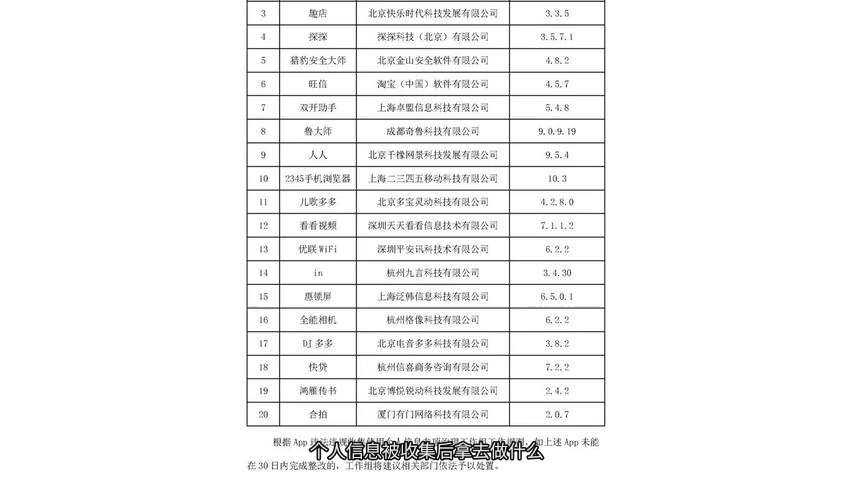 3 趣店 北京快乐时代科技发展有限公司 3.3.5
4 探探 探探科技（北京）有限公司 3.5.7.1
5 猎豹安全大师 北京金山安全软件有限公司 4.8.2
6 旺信 淘宝（中国）软件有限公司 4.5.7
7 双开助手 上海卓盟信息科技有限公司 5.4.8
8 鲁大师 成都奇鲁科技有限公司 9.0.9.19
9 人人 北京千橡网景科技发展有限公司 9.5.4
10 2345手机浏览器 上海二三四五移动科技有限公司 10.3
11 儿歌多多 北京多宝灵动科技有限公司 4.2.8.0
12 看看视频 深圳天天看看信息技术有限公司 7.1.1.2
13 优联WiFi 深圳平安讯科技术有限公司 6.2.2
14 in 杭州九言科技有限公司 3.4.30
15 惠锁屏 上海泛韩信息科技有限公司 6.5.0.1
16 全能相机 杭州格像科技有限公司 6.2.2
17 DJ多多 北京电音多多科技有限公司 3.8.2
18 快贷 杭州信喜商务咨询有限公司 7.2.2
19 鸿雁传书 北京博悦锐动科技发展有限公司 2.4.2
20 合拍 厦门有门网络科技有限公司 2.0.7
根据App 如上述App未能
个人信息被收集后拿去做什么
在30日内完成整改的，工作组将建议相关部门依法予以处置。